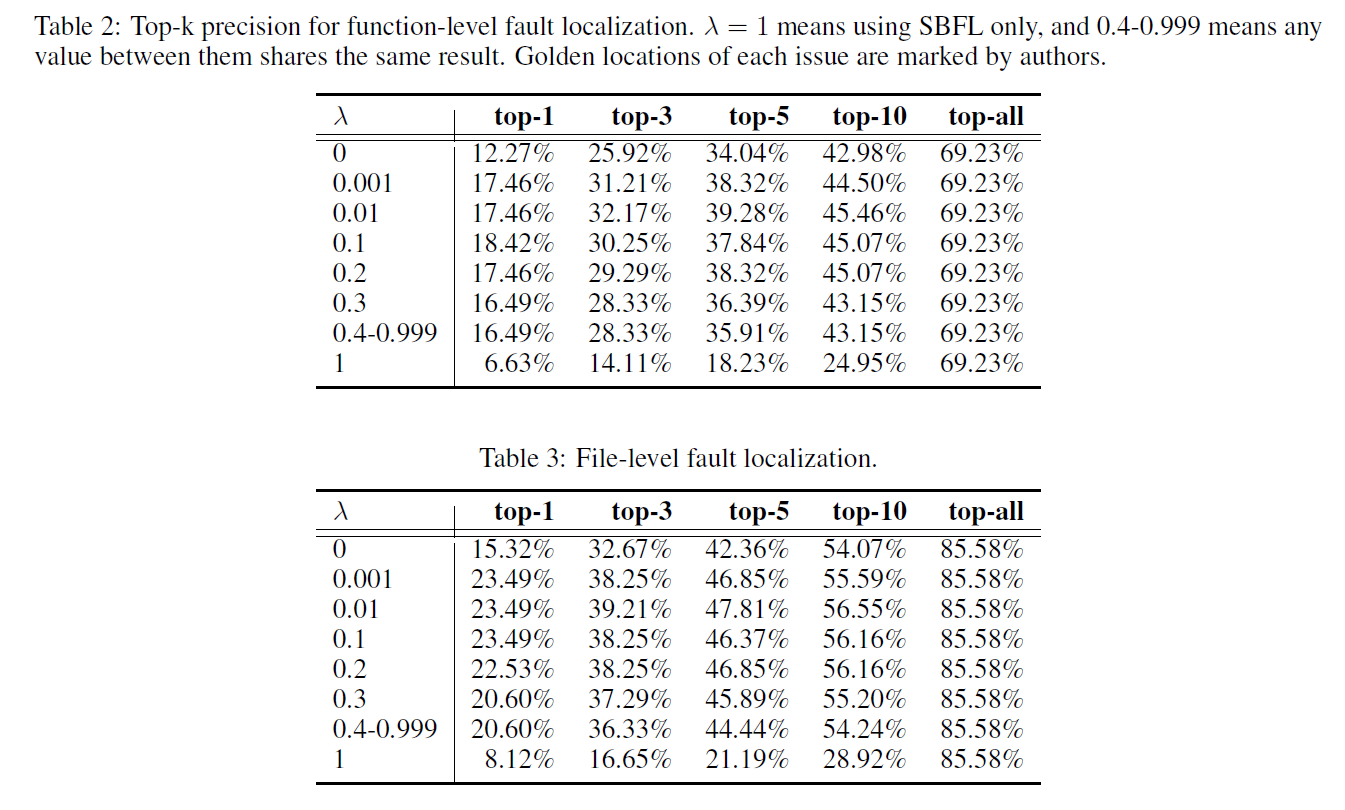 Table 2: Top-k precision for function-level fault localization. λ = 1 means using SBFL only, and 0.4-0.999 means any
value between them shares the same result. Golden locations of each issue are marked by authors.
λ top-1 top-3 top-5 top-10 top-all
0 12.27% 25.92% 34.04% 42.98% 69.23%
0.001 17.46% 31.21% 38.32% 44.50% 69.23%
0.01 17.46% 32.17% 39.28% 45.46% 69.23%
0.1 18.42% 30.25% 37.84% 45.07% 69.23%
0.2 17.46% 29.29% 38.32% 45.07% 69.23%
0.3 16.49% 28.33% 36.39% 43.15% 69.23%
0.4-0.999 16.49% 28.33% 35.91% 43.15% 69.23%
1 6.63% 14.11% 18.23% 24.95% 69.23%
Table 3: File-level fault localization.
λ top-1 top-3 top-5 top-10 top-all
0 15.32% 32.67% 42.36% 54.07% 85.58%
0.001 23.49% 38.25% 46.85% 55.59% 85.58%
0.01 23.49% 39.21% 47.81% 56.55% 85.58%
0.1 23.49% 38.25% 46.37% 56.16% 85.58%
0.2 22.53% 38.25% 46.85% 56.16% 85.58%
0.3 20.60% 37.29% 45.89% 55.20% 85.58%
0.4-0.999 20.60% 36.33% 44.44% 54.24% 85.58%
1 8.12% 16.65% 21.19% 28.92% 85.58%